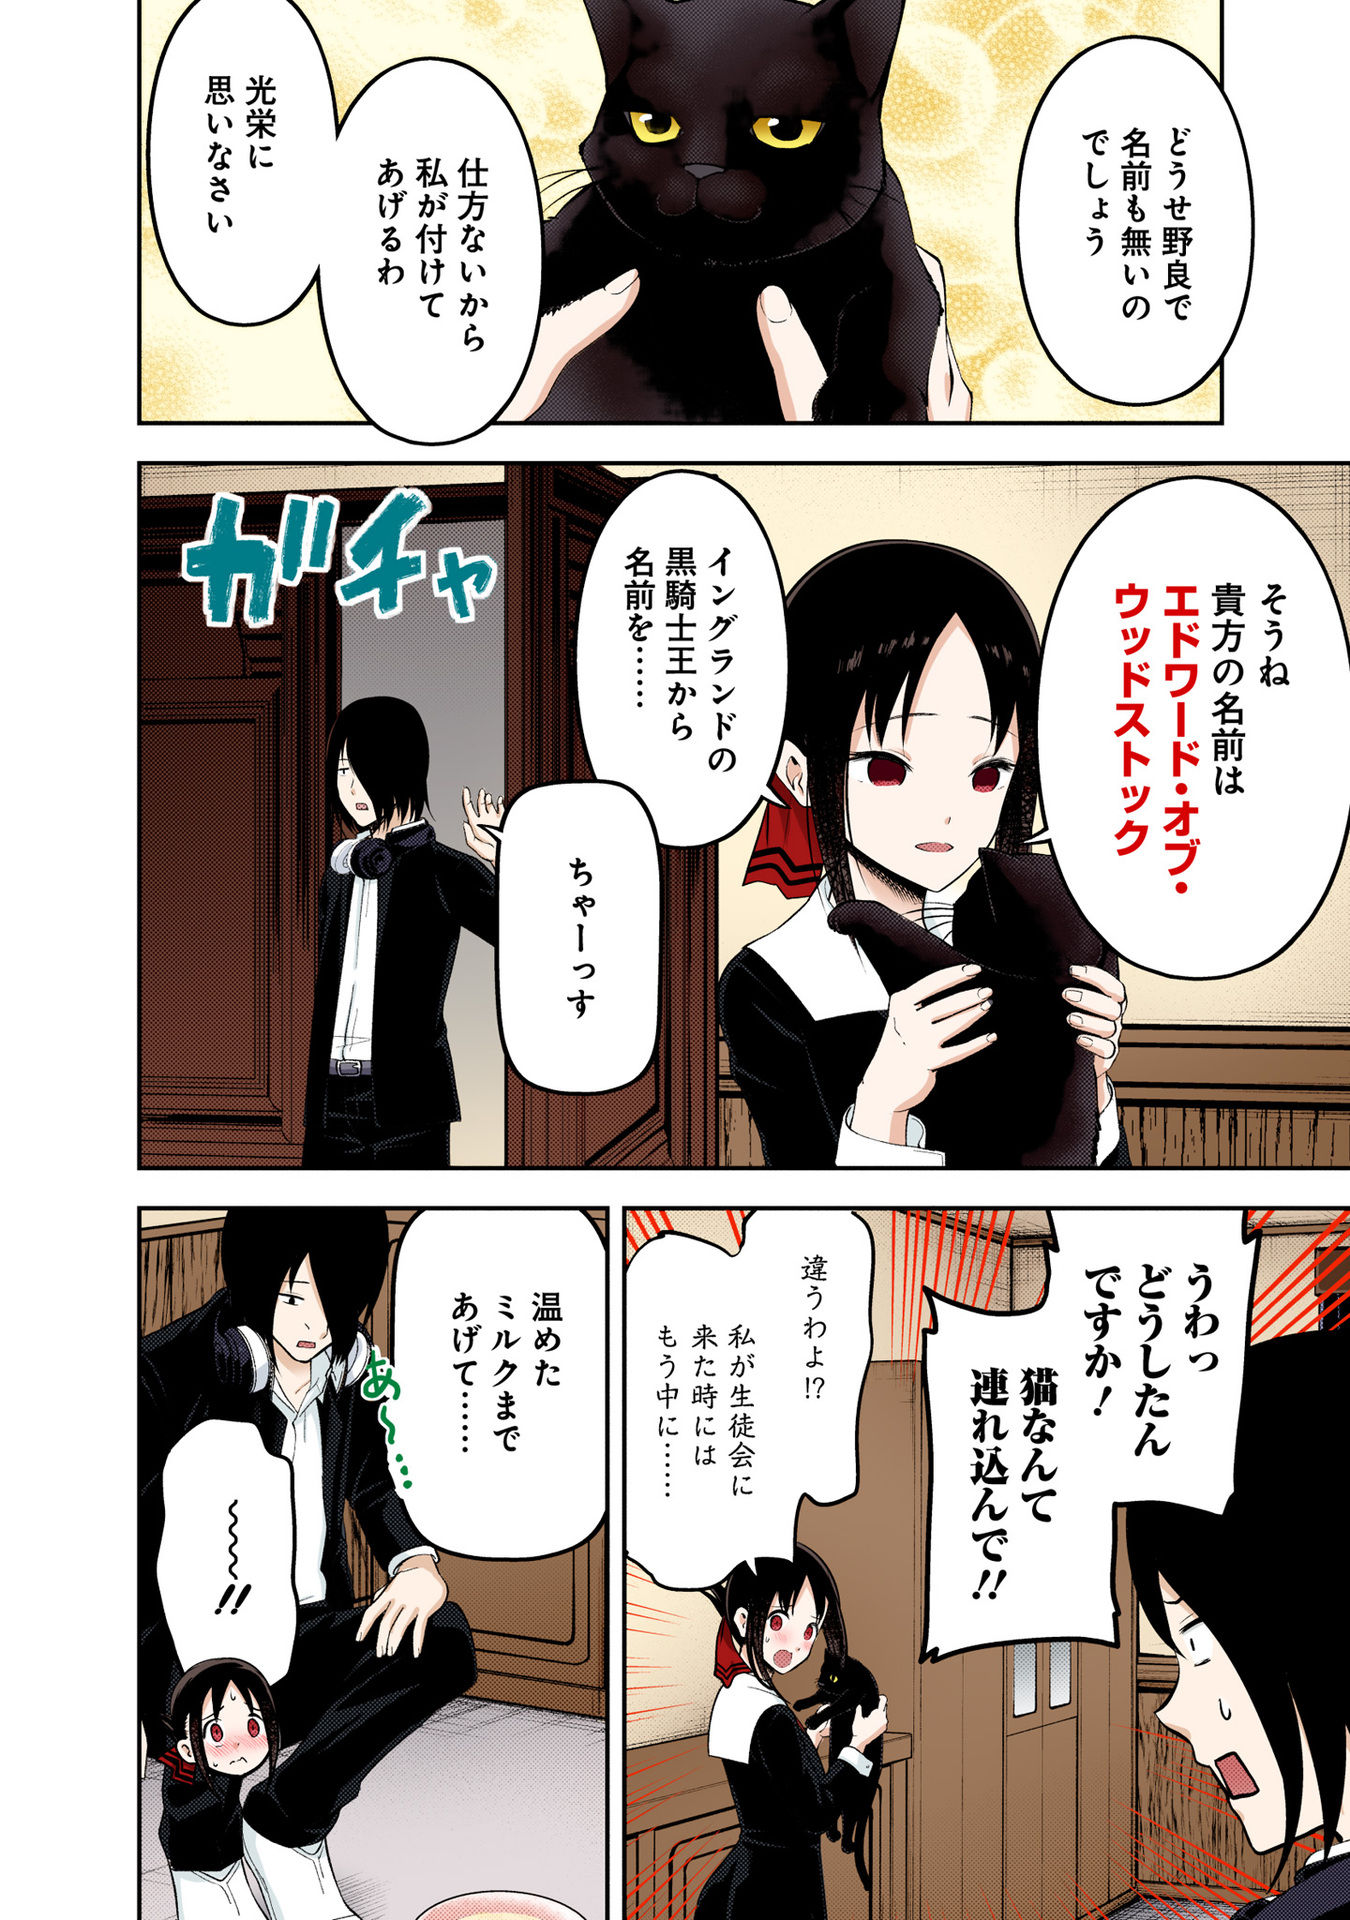 どうせ野良で
名前も無いの
でしょう
仕方ないから
私が付けて
あげるわ
光栄に
思いなさい
そうね
貴方の名前は
エドワード・オブ・
ウッドストック
イングランドの
黒騎士王から
名前を……
ガチャ
ちゃーっす
うわっ
どうしたん
ですか！
猫なんて
連れ込んで!!
違うわよ!?
私が生徒会に
来た時には
もう中に……
温めた
ミルクまで
あげて……
あ〜…
〜〜〜!!